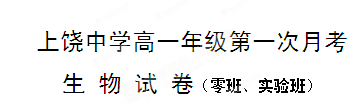 上饶中学高一年级第一次月考
生 物 试 卷（零班、实验班）